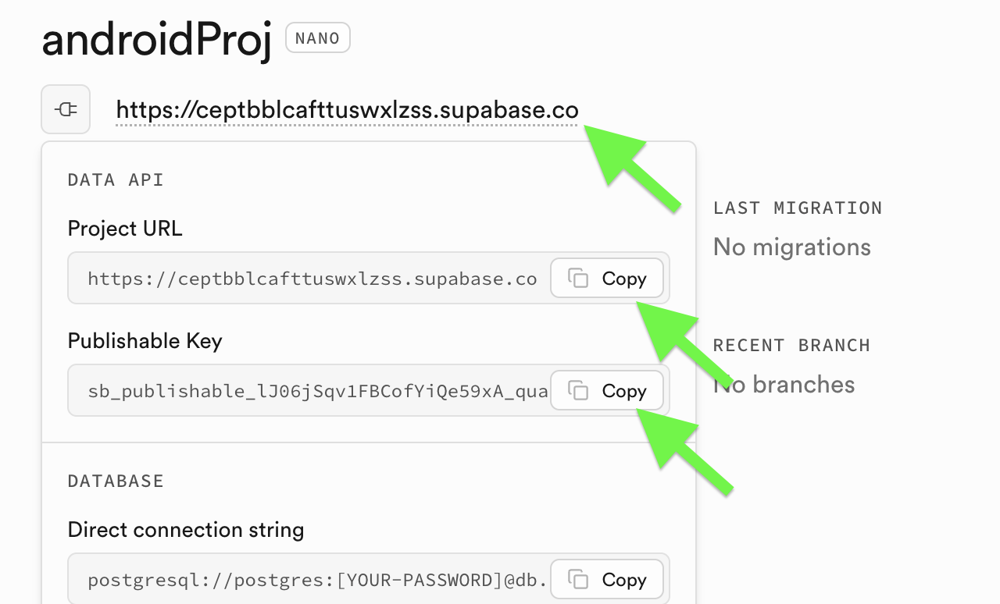 androidProj NANO
https://ceptbblcafttuswxlzss.supabase.co
DATA API
Project URL
https://ceptbblcafttuswxlzss.supabase.co Copy
Publishable Key
sb_publishable_lJ06jSqv1FBCofYiQe59xA_qua Copy
DATABASE
Direct connection string
postgresql://postgres:[YOUR-PASSWORD]@db. Copy
LAST MIGRATION
No migrations
RECENT BRANCH
No branches